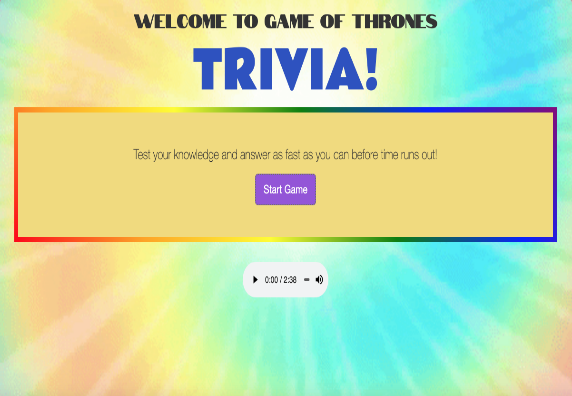 WELCOME TO GAME OF THRONES
TRIVIA!
Test your knowledge and answer as fast as you can before time runs out!
Start Game
0:00 / 2:38